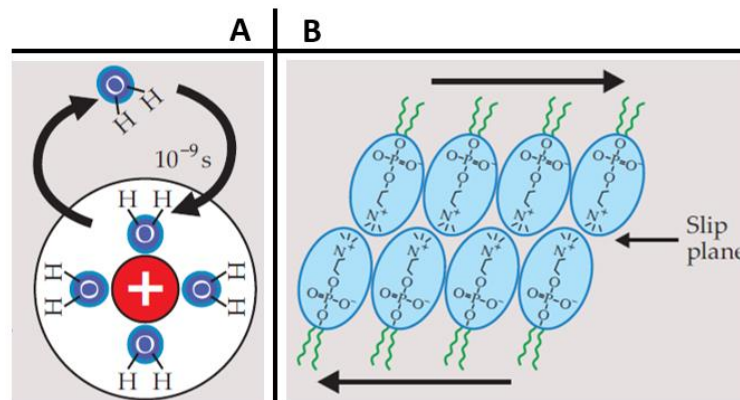 A B
O
H H
10⁻⁹ s
H H
O
H O + O H
H H
O
H H
O O O O
O-P=O⁻ O-P=O⁻ O-P=O⁻ O-P=O⁻
O O O O
N⁺ N⁺ N⁺ N⁺
Slip
plane
N⁺ N⁺ N⁺ N⁺
O O O O
O=P-O⁻ O=P-O⁻ O=P-O⁻ O=P-O⁻
O O O O